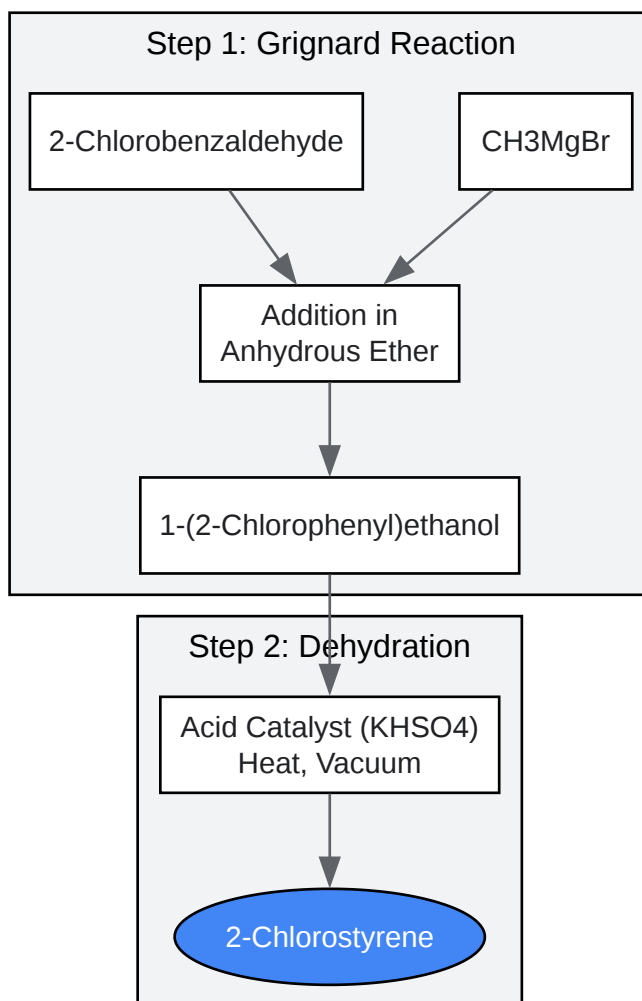 Step 1: Grignard Reaction
2-Chlorobenzaldehyde
CH3MgBr
Addition in
Anhydrous Ether
1-(2-Chlorophenyl)ethanol
Step 2: Dehydration
Acid Catalyst (KHSO4)
Heat, Vacuum
2-Chlorostyrene